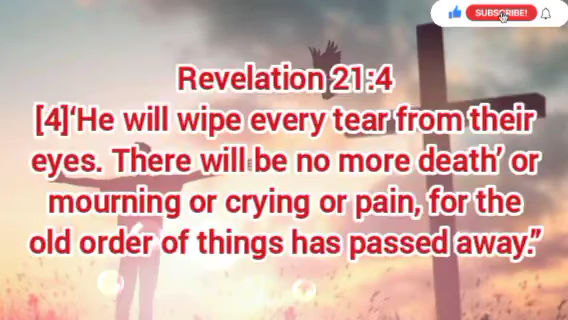 SUBSCRIBE!
Revelation 21:4
[4]‘He will wipe every tear from their
eyes. There will be no more death’ or
mourning or crying or pain, for the
old order of things has passed away.”